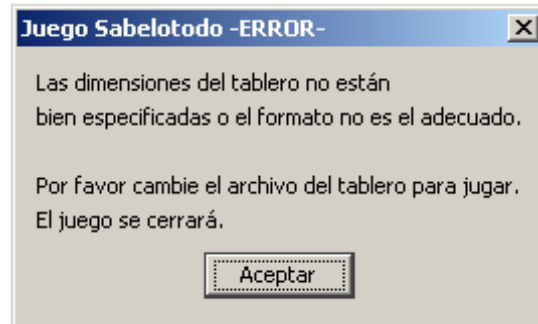 Juego Sabelotodo -ERROR-
Las dimensiones del tablero no están
bien especificadas o el formato no es el adecuado.
Por favor cambie el archivo del tablero para jugar.
El juego se cerrará.
Aceptar